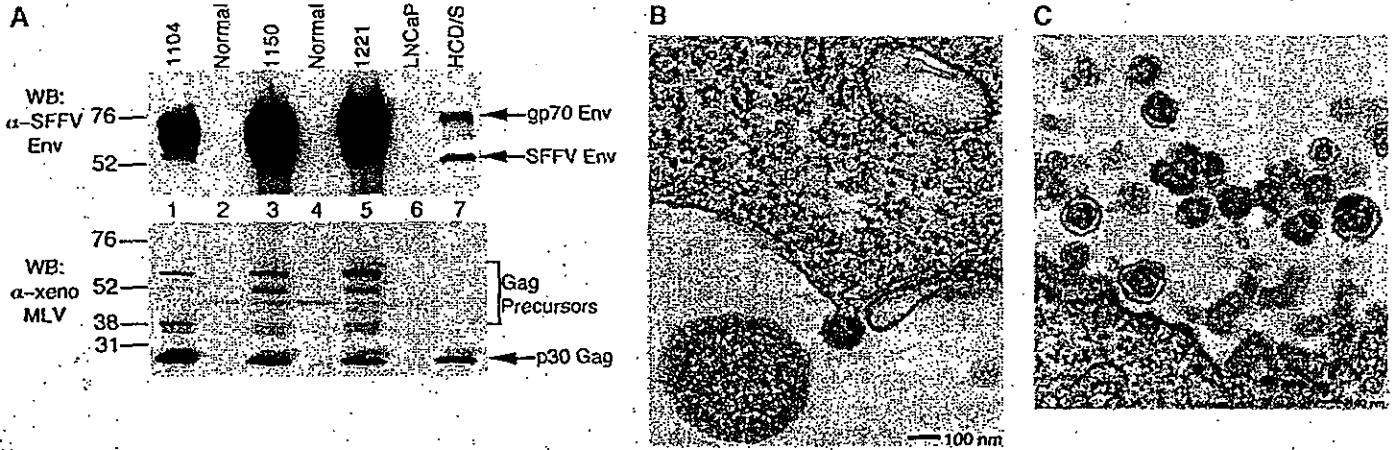 A
B
C
1104
Normal
1150
Normal
1221
LNCaP
HCD/S
WB:
α-SFFV
Env
76
52
gp70 Env
SFFV Env
1 2 3 4 5 6 7
WB:
α-xeno
MLV
76
52
38
31
Gag
Precursors
p30 Gag
100 nm
nm